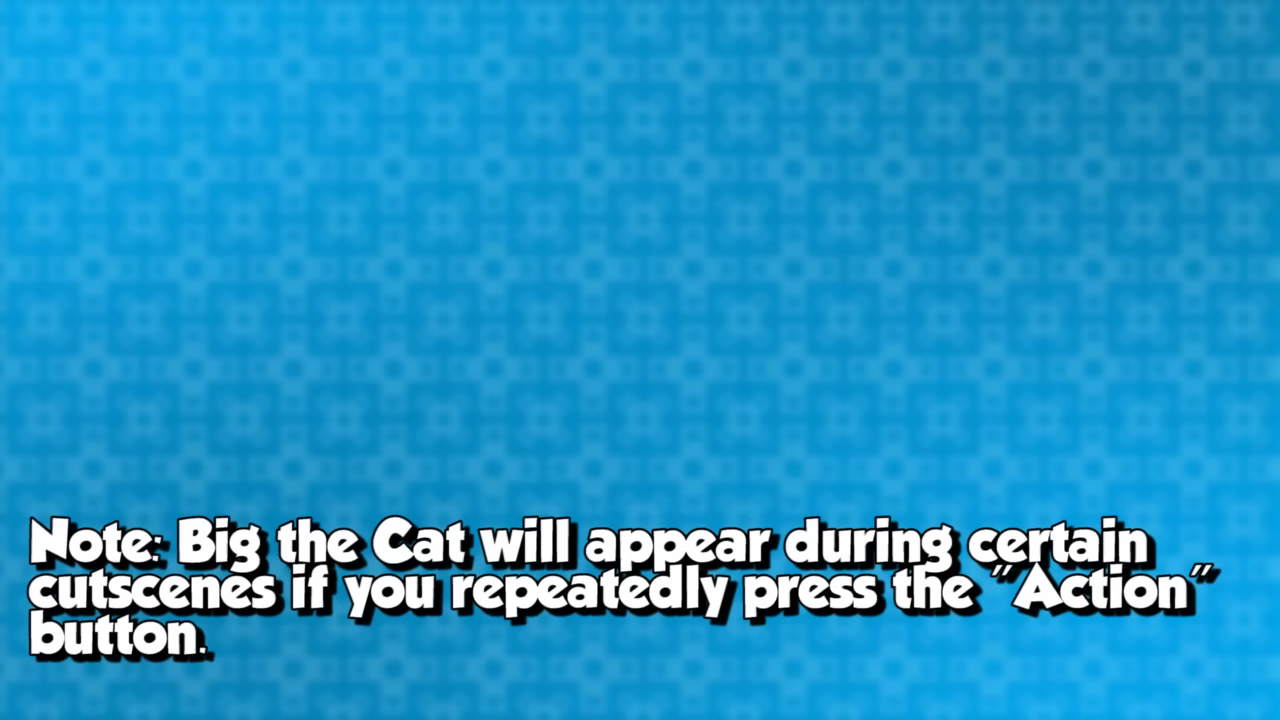 Note: Big the Cat will appear during certain
cutscenes if you repeatedly press the "Action"
button.